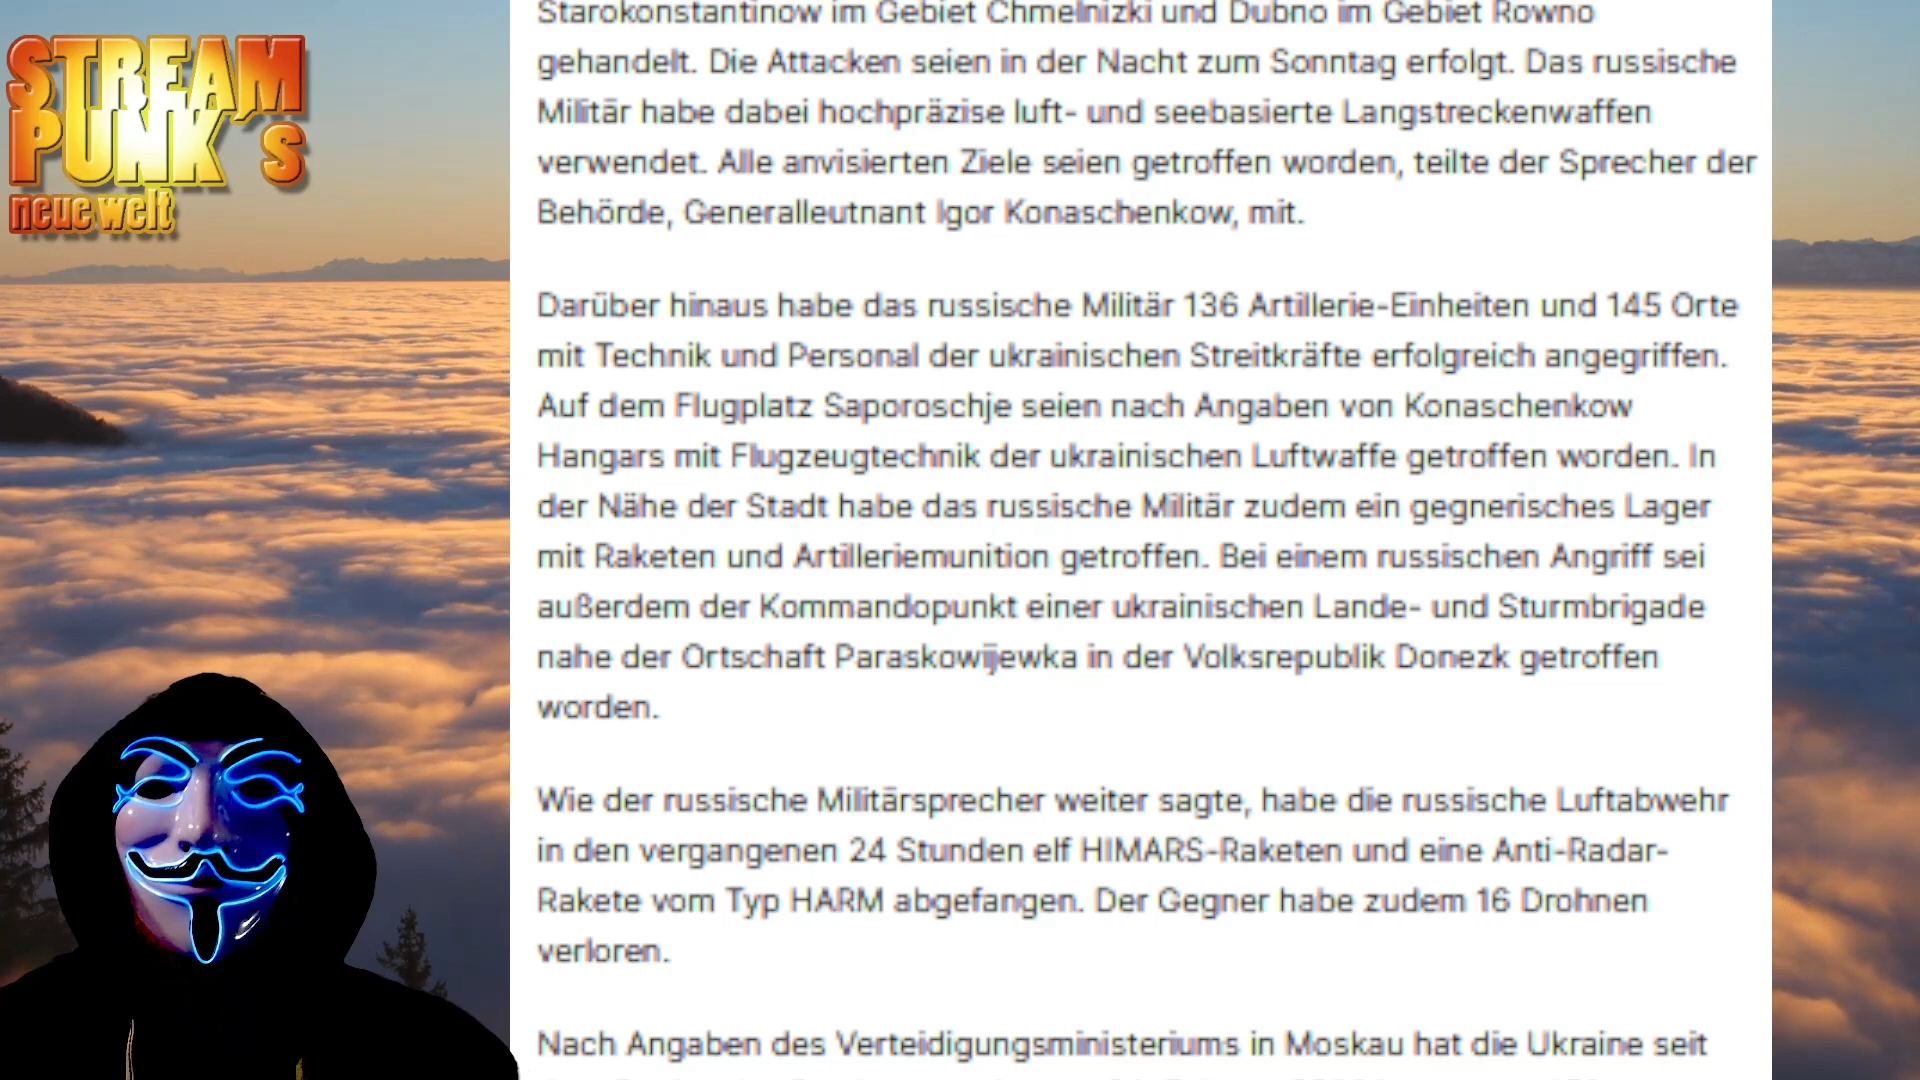 STREAM
PUNK´s
neue welt
Starokonstantinow im Gebiet Chmelnizki und Dubno im Gebiet Rowno
gehandelt. Die Attacken seien in der Nacht zum Sonntag erfolgt. Das russische
Militär habe dabei hochpräzise luft- und seebasierte Langstreckenwaffen
verwendet. Alle anvisierten Ziele seien getroffen worden, teilte der Sprecher der
Behörde, Generalleutnant Igor Konaschenkow, mit.
Darüber hinaus habe das russische Militär 136 Artillerie-Einheiten und 145 Orte
mit Technik und Personal der ukrainischen Streitkräfte erfolgreich angegriffen.
Auf dem Flugplatz Saporoschje seien nach Angaben von Konaschenkow
Hangars mit Flugzeugtechnik der ukrainischen Luftwaffe getroffen worden. In
der Nähe der Stadt habe das russische Militär zudem ein gegnerisches Lager
mit Raketen und Artilleriemunition getroffen. Bei einem russischen Angriff sei
außerdem der Kommandopunkt einer ukrainischen Lande- und Sturmbrigade
nahe der Ortschaft Paraskowijewka in der Volksrepublik Donezk getroffen
worden.
Wie der russische Militärsprecher weiter sagte, habe die russische Luftabwehr
in den vergangenen 24 Stunden elf HIMARS-Raketen und eine Anti-Radar-
Rakete vom Typ HARM abgefangen. Der Gegner habe zudem 16 Drohnen
verloren.
Nach Angaben des Verteidigungsministeriums in Moskau hat die Ukraine seit